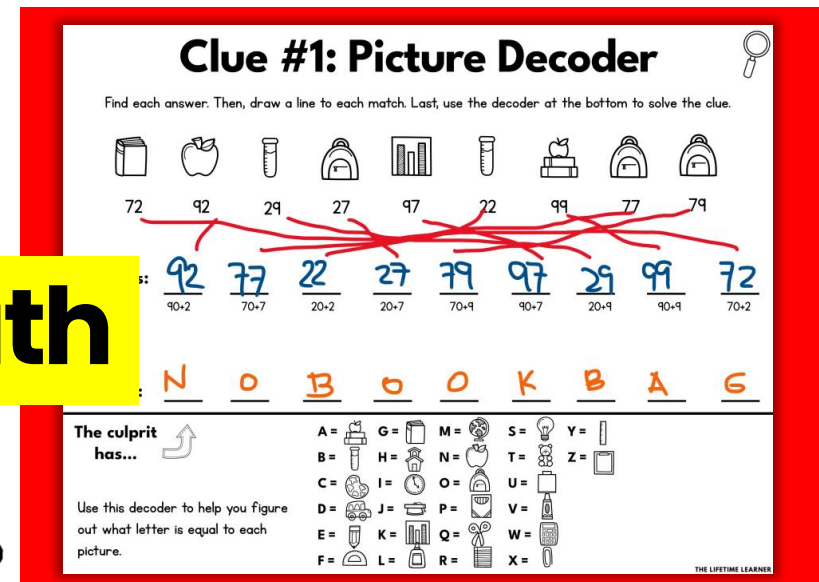 Clue #1: Picture Decoder
Find each answer. Then, draw a line to each match. Last, use the decoder at the bottom to solve the clue.
72 92 29 27 97 22 99 77 79
s: 92 77 22 27 79 97 29 99 72
90+2 70+7 20+2 20+7 70+9 90+7 20+9 90+9 70+2
th
: N O B O O K B A G
The culprit
has...
Use this decoder to help you figure
out what letter is equal to each
picture.
A = G = M = S = Y =
B = H = N = T = Z =
C = I = O = U =
D = J = P = V =
E = K = Q = W =
F = L = R = X =
THE LIFETIME LEARNER